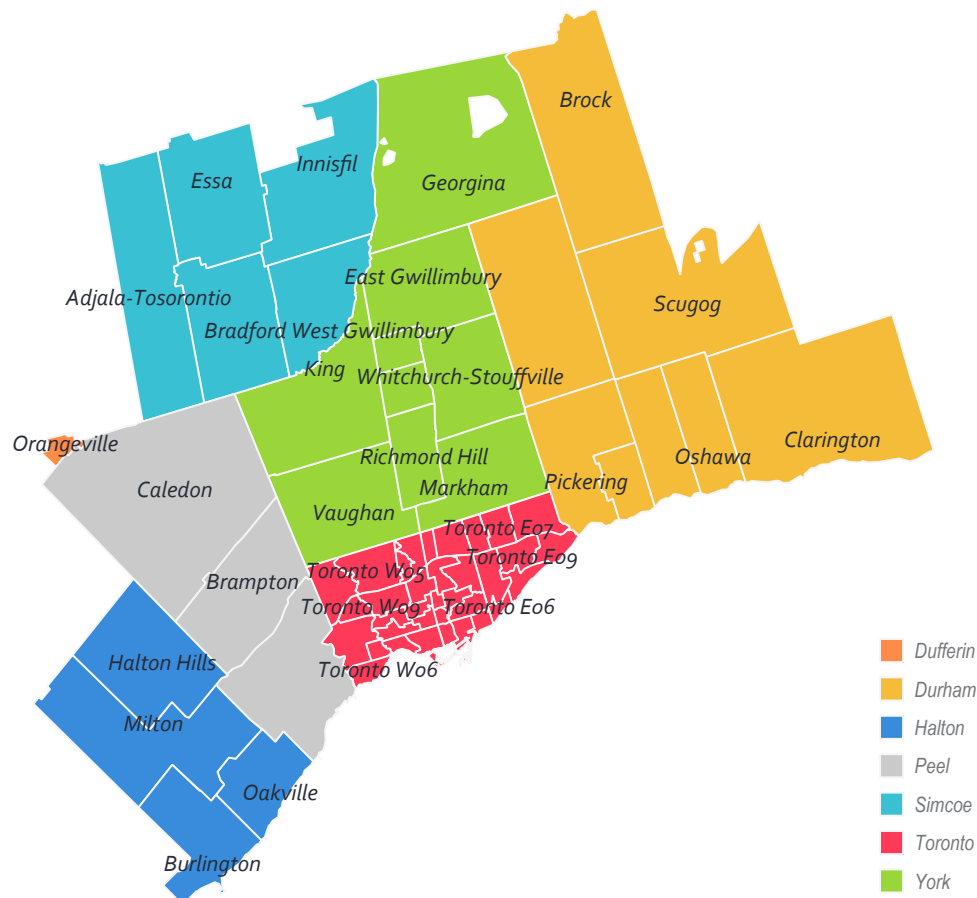 Brock
Innisfil
Essa
Georgina
East Gwillimbury
Adjala-Tosorontio
Scugog
Bradford West Gwillimbury
King
Whitchurch-Stouffville
Orangeville
Clarington
Richmond Hill
Oshawa
Caledon
Pickering
Markham
Vaughan
Toronto E07
Toronto E09
Toronto W05
Brampton
Toronto W09
Toronto E06
Halton Hills
Toronto W06
Milton
Oakville
Burlington
Dufferin
Durham
Halton
Peel
Simcoe
Toronto
York